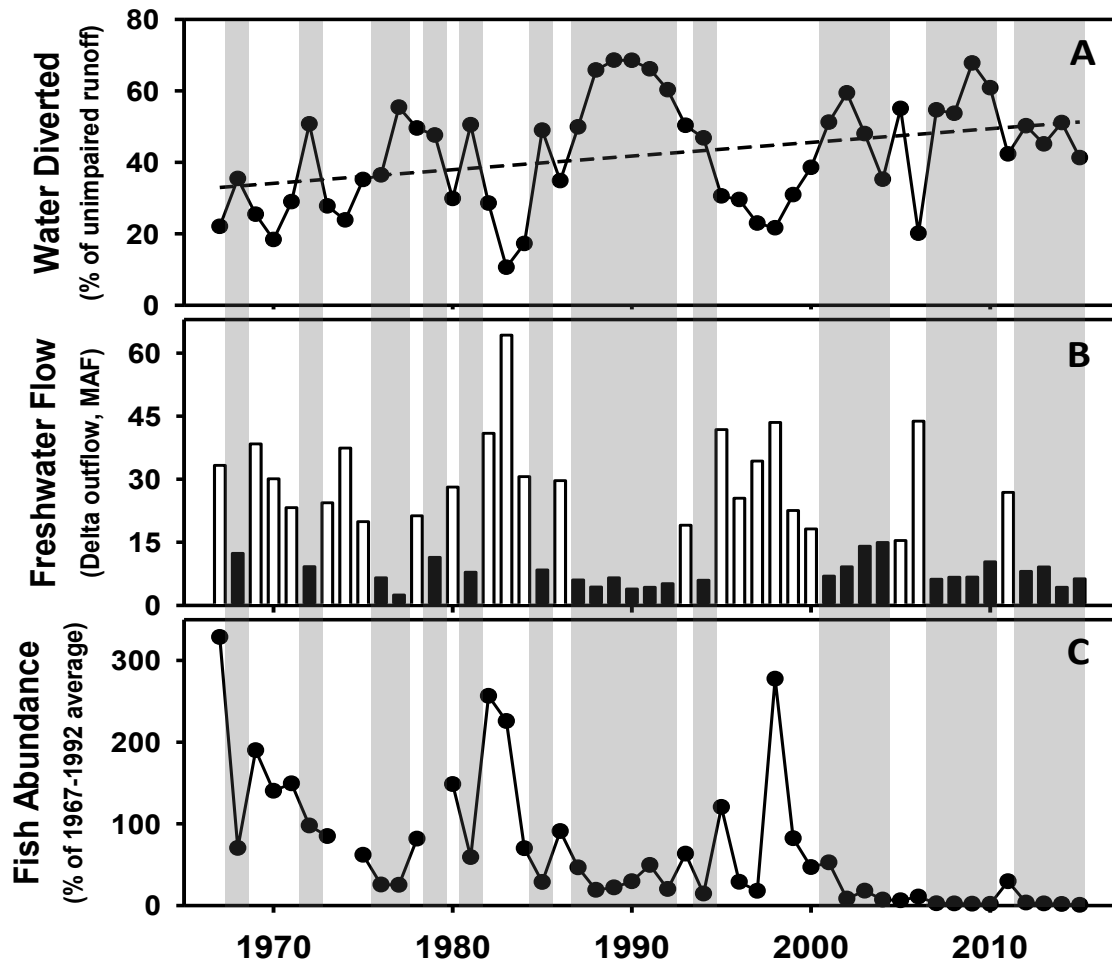 A
Water Diverted
(% of unimpaired runoff)
80
60
40
20
0
B
Freshwater Flow
(Delta outflow, MAF)
60
45
30
15
0
C
Fish Abundance
(% of 1967-1992 average)
300
200
100
0
1970 1980 1990 2000 2010